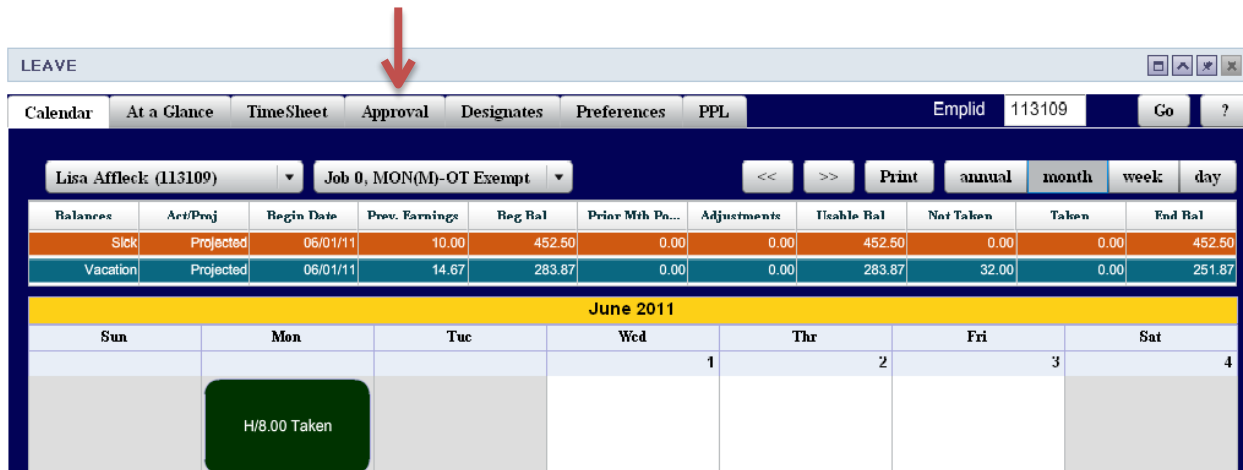 LEAVE
Calendar At a Glance TimeSheet Approval Designates Preferences PPL Emplid 113109 Go ?
Lisa Affleck (113109) Job 0, MON(M)-OT Exempt << >> Print annual month week day
Balances Act/Proj Begin Date Prev. Earnings Beg Bal Prior Mth Po... Adjustments Usable Bal Not Taken Taken End Bal
Sick Projected 06/01/11 10.00 452.50 0.00 0.00 452.50 0.00 0.00 452.50
Vacation Projected 06/01/11 14.67 283.87 0.00 0.00 283.87 32.00 0.00 251.87
June 2011
Sun Mon Tue Wed Thr Fri Sat
1 2 3 4
H/8.00 Taken